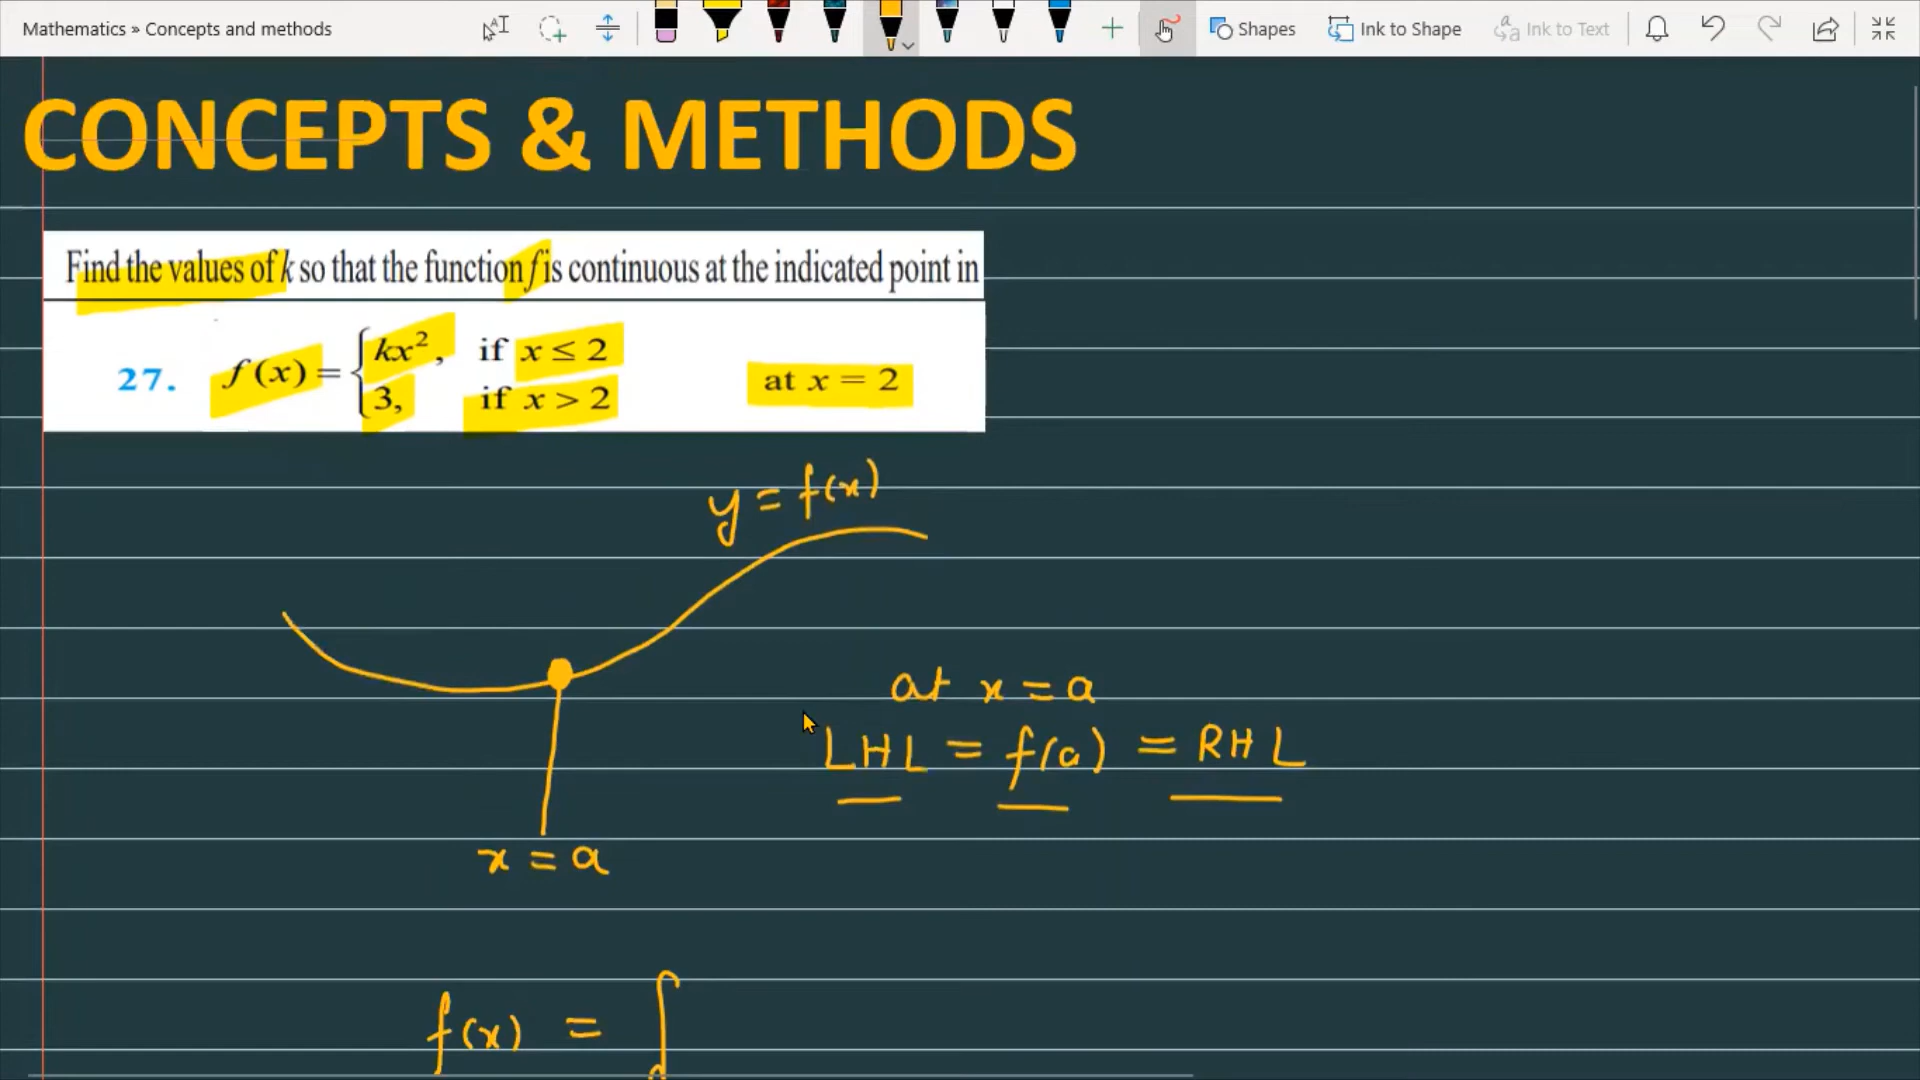 Mathematics » Concepts and methods
Shapes
Ink to Shape
Ink to Text
CONCEPTS & METHODS
Find the values of k so that the function f is continuous at the indicated point in
27. f (x) = { kx², if x ≤ 2
3, if x > 2
at x = 2
y = f(x)
at x = a
LHL = f(a) = RHL
x = a
f(x) = {